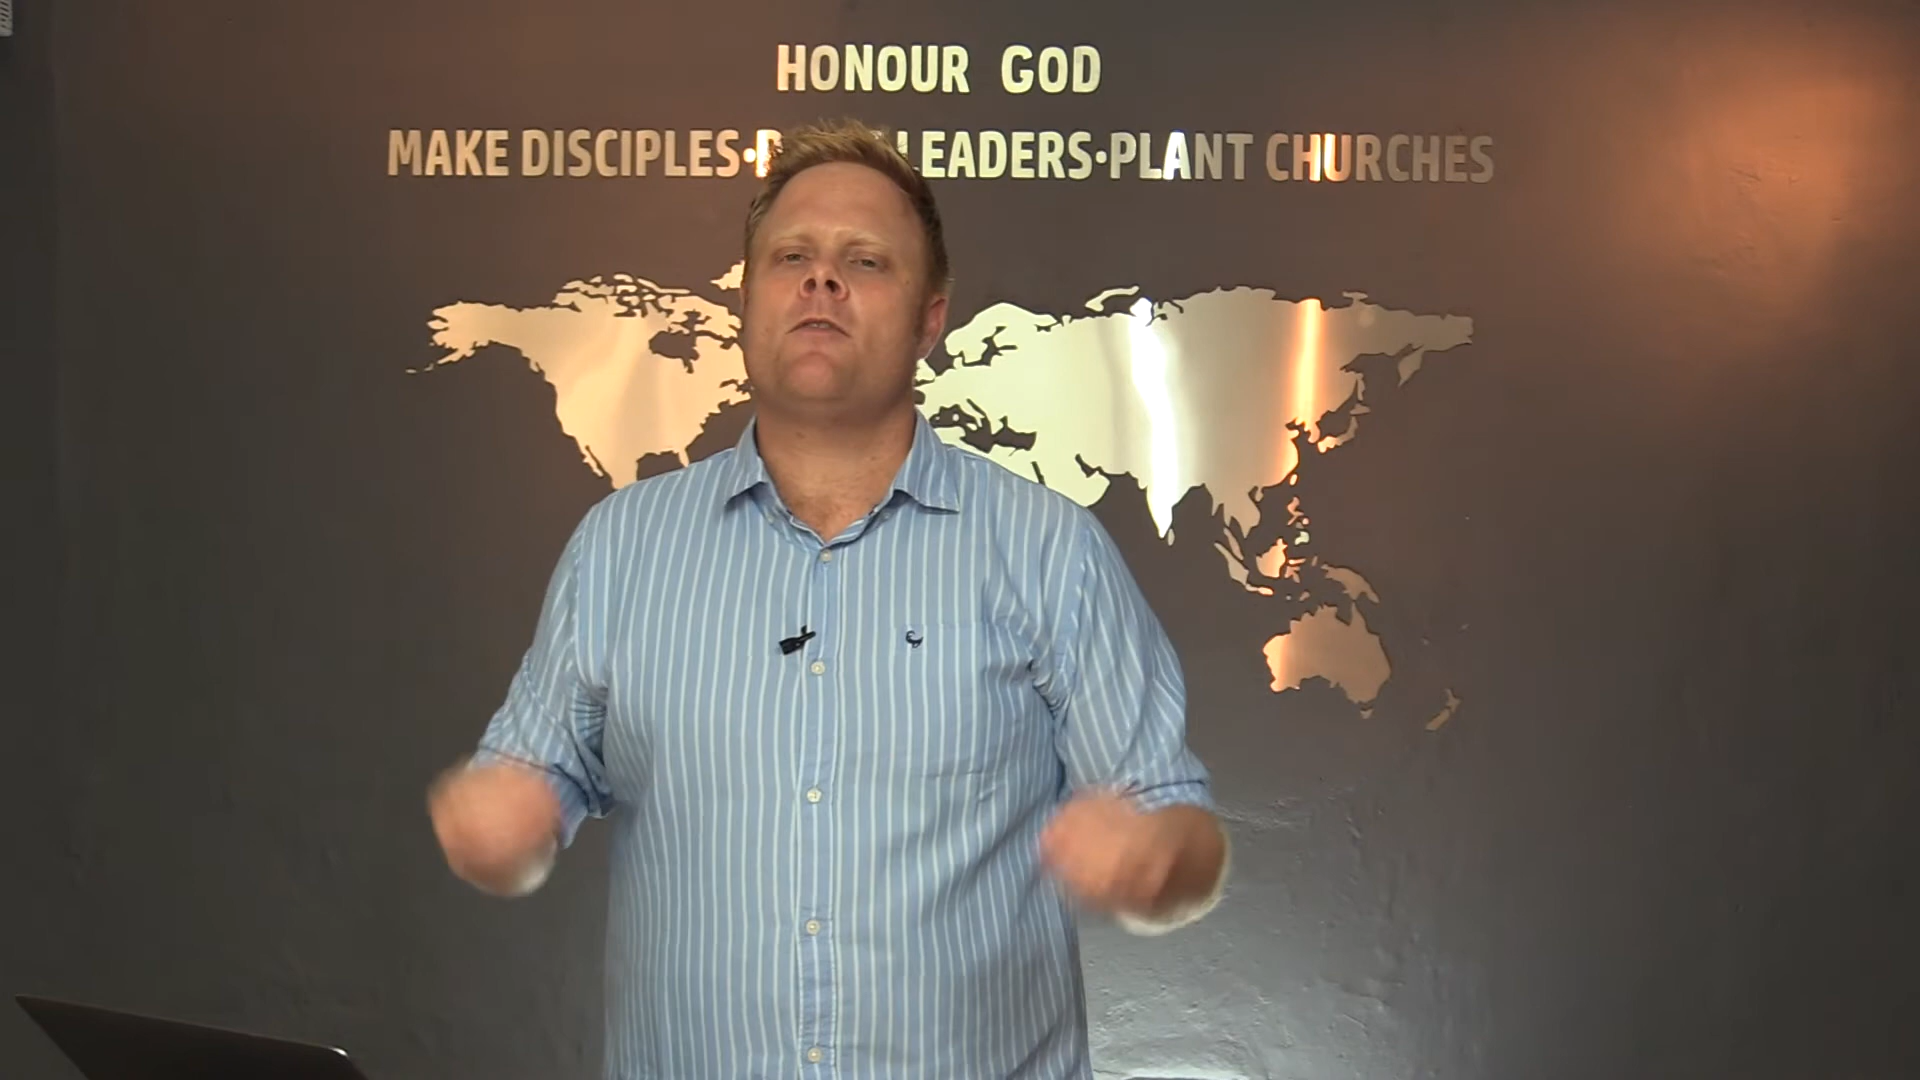 HONOUR GOD
MAKE DISCIPLES• LEADERS•PLANT CHURCHES